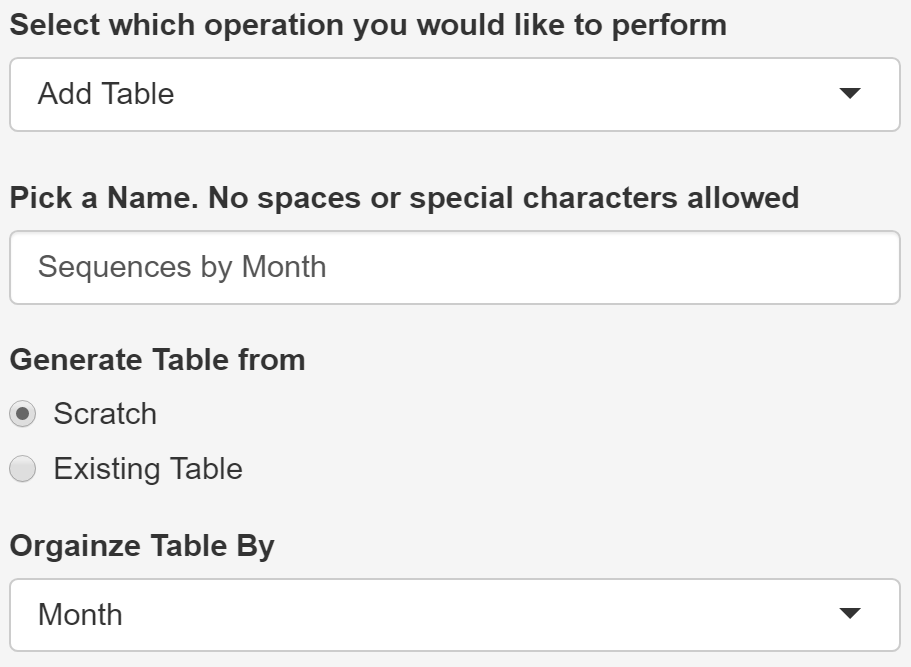 Select which operation you would like to perform
Add Table
Pick a Name. No spaces or special characters allowed
Sequences by Month
Generate Table from
Scratch
Existing Table
Orgainze Table By
Month